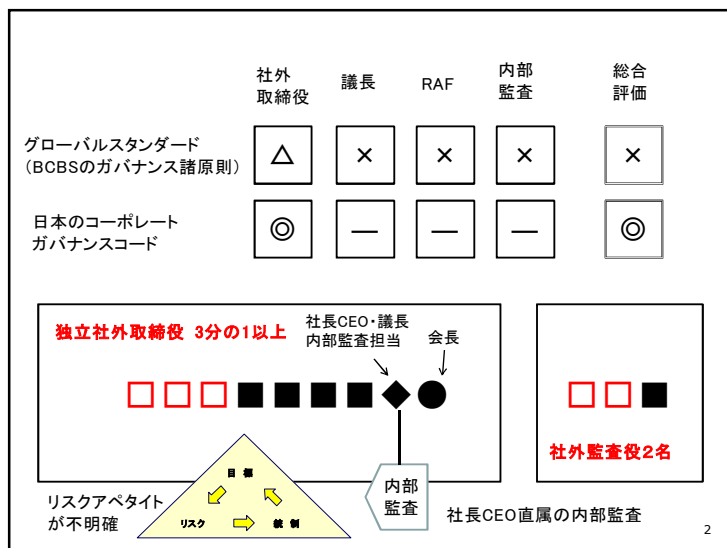 社外
取締役
議長
RAF
内部
監査
総合
評価
グローバルスタンダード
(BCBSのガバナンス諸原則)
△
×
×
×
×
日本のコーポレート
ガバナンスコード
◎
―
―
―
◎
独立社外取締役 3分の1以上
社長CEO・議長
内部監査担当
会長
社外監査役2名
目 標
リスク
統 制
リスクアペタイト
が不明確
内部
監査
社長CEO直属の内部監査
2